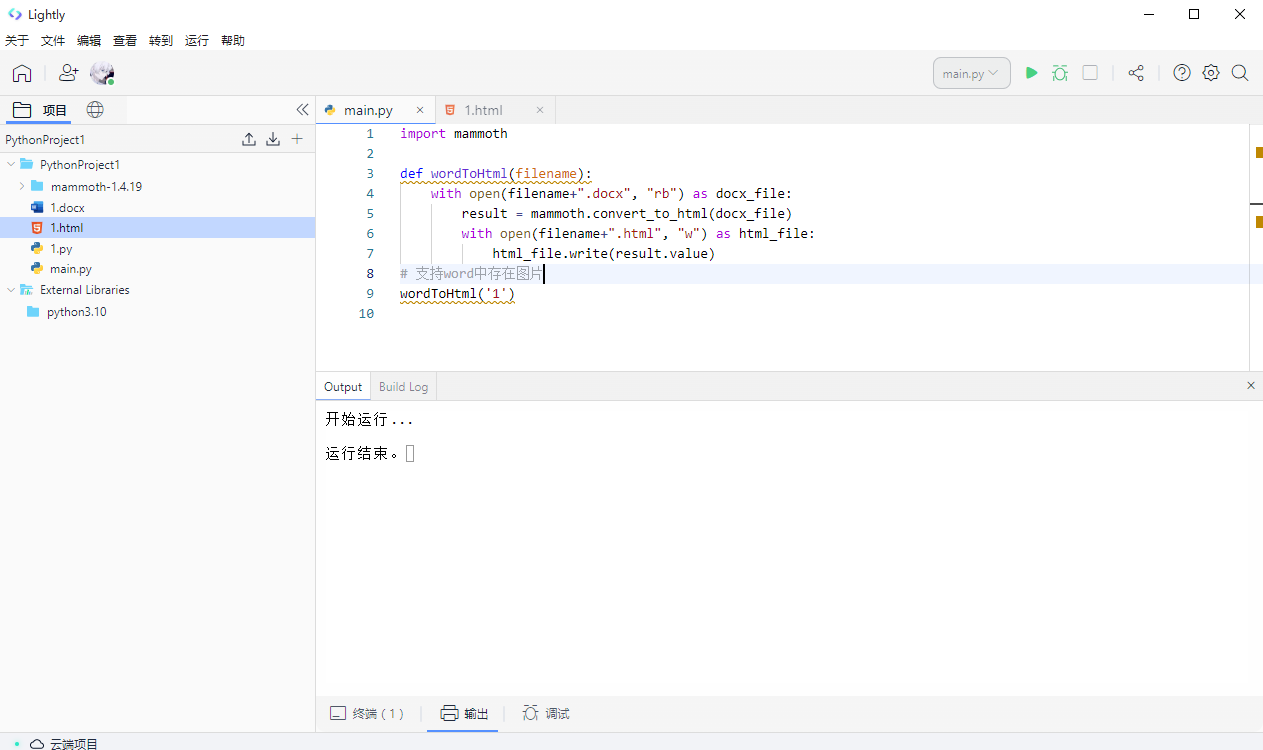 Lightly
关于 文件 编辑 查看 转到 运行 帮助
main.py
项目
main.py × 1.html ×
PythonProject1
PythonProject1
mammoth-1.4.19
1.docx
1.html
1.py
main.py
External Libraries
python3.10
1 import mammoth
2
3 def wordToHtml(filename):
4     with open(filename+".docx", "rb") as docx_file:
5         result = mammoth.convert_to_html(docx_file)
6         with open(filename+".html", "w") as html_file:
7             html_file.write(result.value)
8 # 支持word中存在图片
9 wordToHtml('1')
10
Output Build Log ×
开始运行...
运行结束。
终端 ( 1 ) 输出 调试
云端项目